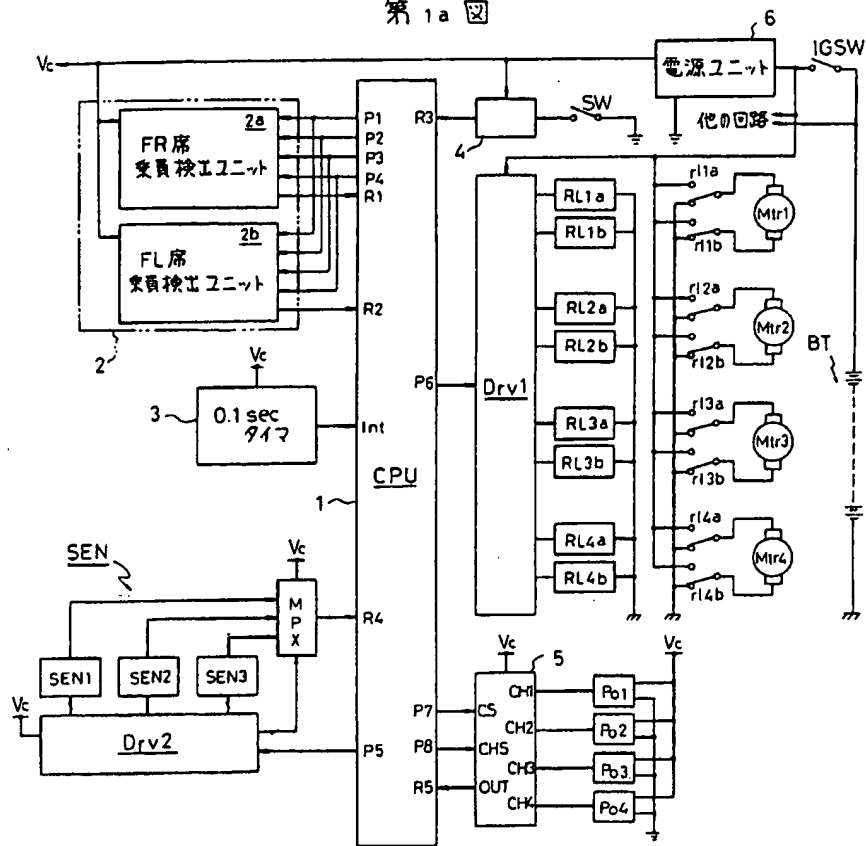 第1a図
6
IGSW
電源ユニット
Vc
2a
FR席
乗員検出ユニット
2b
FL席
乗員検出ユニット
2
P1
P2
P3
P4
R1
R2
R3
4
SW
他の回路
Vc
3
0.1 sec
タイマ
Int
CPU
1
P6
Drv1
RL1a
RL1b
RL2a
RL2b
RL3a
RL3b
RL4a
RL4b
rl1a
rl1b
Mtr1
rl2a
rl2b
Mtr2
rl3a
rl3b
Mtr3
rl4a
rl4b
Mtr4
BT
SEN
Vc
MPX
R4
SEN1
SEN2
SEN3
Vc
Drv2
P5
P7
P8
R5
Vc
5
CS
CHS
OUT
CH1
CH2
CH3
CH4
Po1
Po2
Po3
Po4
Vc